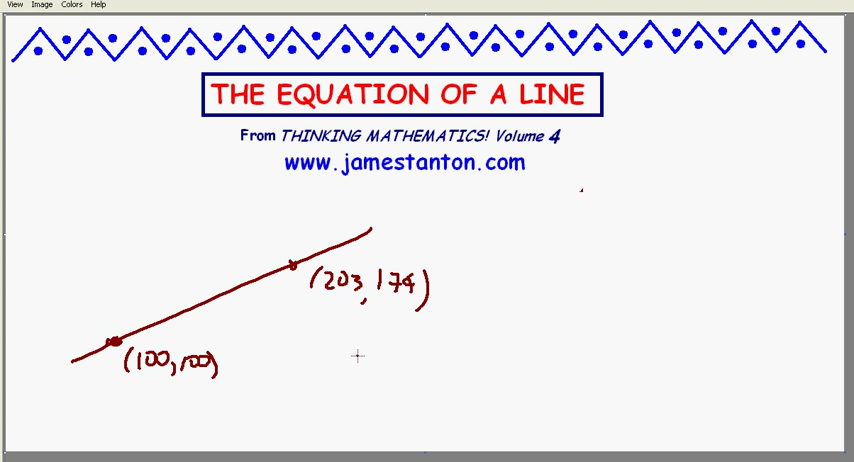 View Image Colors Help
THE EQUATION OF A LINE
From THINKING MATHEMATICS! Volume 4
www.jamestanton.com
(203, 174)
(100, 100)